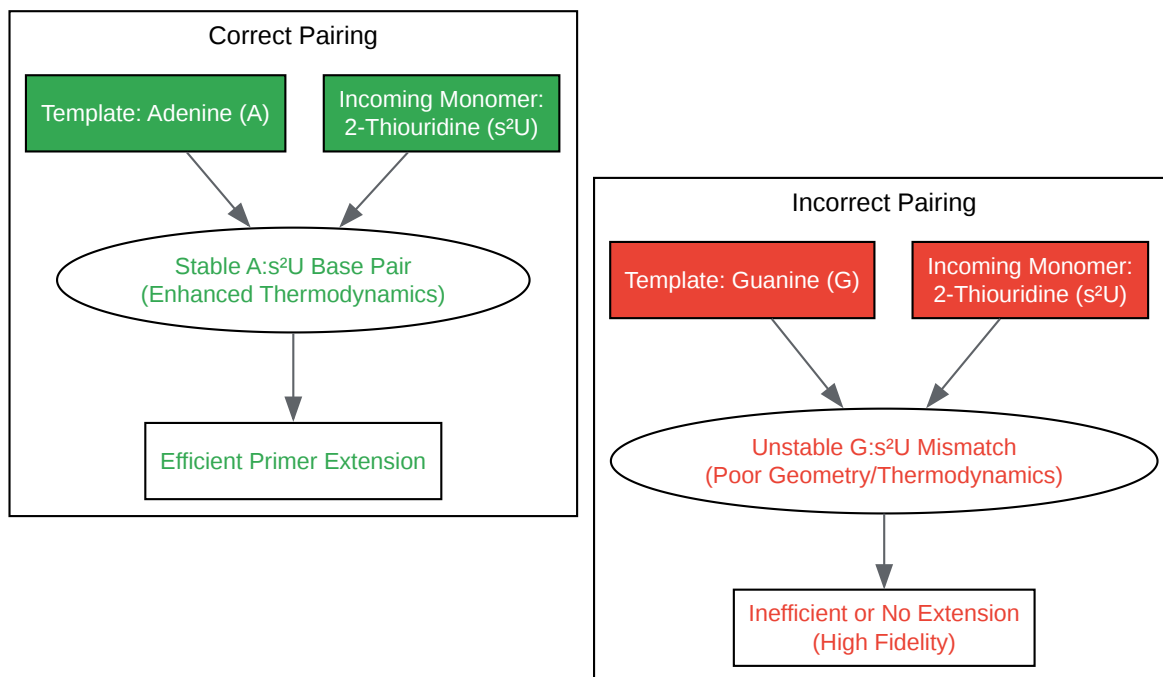 Correct Pairing
Template: Adenine (A)
Incoming Monomer:
2-Thiouridine (s²U)
Stable A:s²U Base Pair
(Enhanced Thermodynamics)
Efficient Primer Extension
Incorrect Pairing
Template: Guanine (G)
Incoming Monomer:
2-Thiouridine (s²U)
Unstable G:s²U Mismatch
(Poor Geometry/Thermodynamics)
Inefficient or No Extension
(High Fidelity)